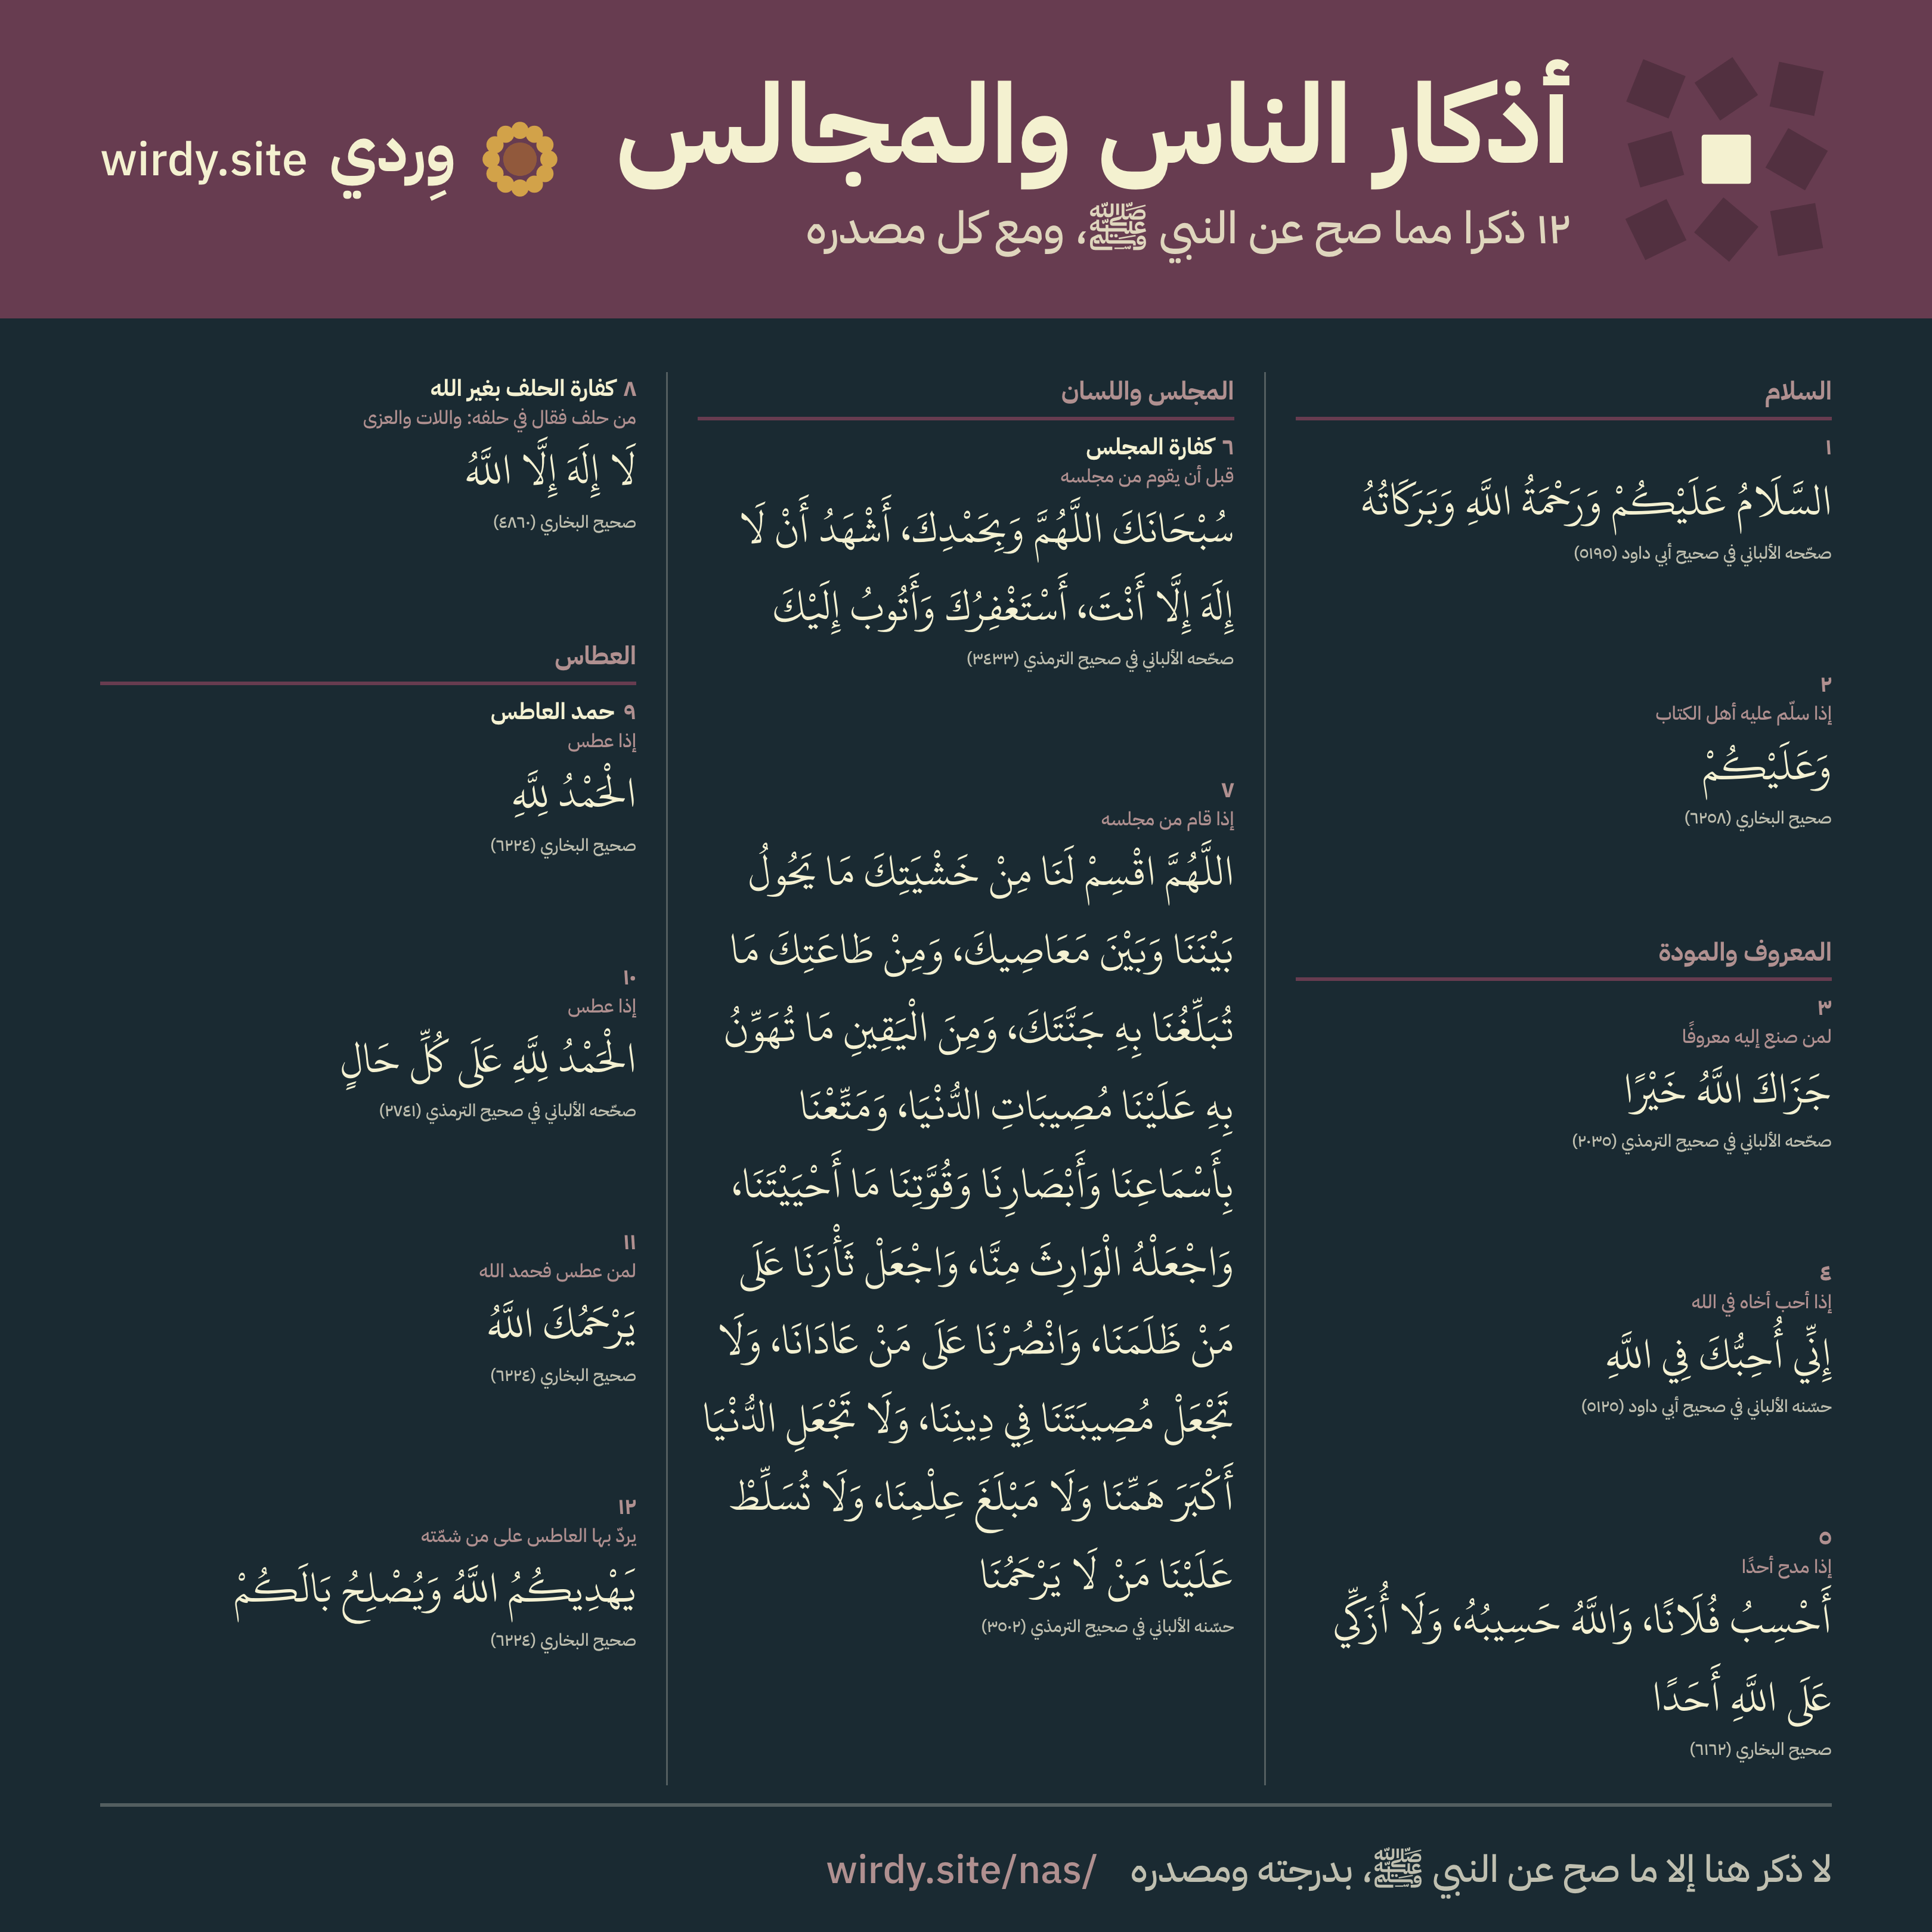 أذكار الناس والمجالس
١٢ ذكرا مما صح عن النبي ﷺ، ومع كل مصدره
وِردي wirdy.site
السلام
١
السَّلَامُ عَلَيْكُمْ وَرَحْمَةُ اللَّهِ وَبَرَكَاتُهُ
صحّحه الألباني في صحيح أبي داود (٥١٩٥)
٢
إذا سلّم عليه أهل الكتاب
وَعَلَيْكُمْ
صحيح البخاري (٦٢٥٨)
المعروف والمودة
٣
لمن صنع إليه معروفًا
جَزَاكَ اللَّهُ خَيْرًا
صحّحه الألباني في صحيح الترمذي (٢٠٣٥)
٤
إذا أحب أخاه في الله
إِنِّي أُحِبُّكَ فِي اللَّهِ
حسّنه الألباني في صحيح أبي داود (٥١٢٥)
٥
إذا مدح أحدًا
أَحْسِبُ فُلَانًا، وَاللَّهُ حَسِيبُهُ، وَلَا أُزَكِّي
عَلَى اللَّهِ أَحَدًا
صحيح البخاري (٦١٦٢)
المجلس واللسان
٦ كفارة المجلس
قبل أن يقوم من مجلسه
سُبْحَانَكَ اللَّهُمَّ وَبِحَمْدِكَ، أَشْهَدُ أَنْ لَا
إِلَهَ إِلَّا أَنْتَ، أَسْتَغْفِرُكَ وَأَتُوبُ إِلَيْكَ
صحّحه الألباني في صحيح الترمذي (٣٤٣٣)
٧
إذا قام من مجلسه
اللَّهُمَّ اقْسِمْ لَنَا مِنْ خَشْيَتِكَ مَا يَحُولُ
بَيْنَنَا وَبَيْنَ مَعَاصِيكَ، وَمِنْ طَاعَتِكَ مَا
تُبَلِّغُنَا بِهِ جَنَّتَكَ، وَمِنَ الْيَقِينِ مَا تُهَوِّنُ
بِهِ عَلَيْنَا مُصِيبَاتِ الدُّنْيَا، وَمَتِّعْنَا
بِأَسْمَاعِنَا وَأَبْصَارِنَا وَقُوَّتِنَا مَا أَحْيَيْتَنَا،
وَاجْعَلْهُ الْوَارِثَ مِنَّا، وَاجْعَلْ ثَأْرَنَا عَلَى
مَنْ ظَلَمَنَا، وَانْصُرْنَا عَلَى مَنْ عَادَانَا، وَلَا
تَجْعَلْ مُصِيبَتَنَا فِي دِينِنَا، وَلَا تَجْعَلِ الدُّنْيَا
أَكْبَرَ هَمِّنَا وَلَا مَبْلَغَ عِلْمِنَا، وَلَا تُسَلِّطْ
عَلَيْنَا مَنْ لَا يَرْحَمُنَا
حسّنه الألباني في صحيح الترمذي (٣٥٠٢)
٨ كفارة الحلف بغير الله
من حلف فقال في حلفه: واللات والعزى
لَا إِلَهَ إِلَّا اللَّهُ
صحيح البخاري (٤٨٦٠)
العطاس
٩ حمد العاطس
إذا عطس
الْحَمْدُ لِلَّهِ
صحيح البخاري (٦٢٢٤)
١٠
إذا عطس
الْحَمْدُ لِلَّهِ عَلَى كُلِّ حَالٍ
صحّحه الألباني في صحيح الترمذي (٢٧٤١)
١١
لمن عطس فحمد الله
يَرْحَمُكَ اللَّهُ
صحيح البخاري (٦٢٢٤)
١٢
يردّ بها العاطس على من شمّته
يَهْدِيكُمُ اللَّهُ وَيُصْلِحُ بَالَكُمْ
صحيح البخاري (٦٢٢٤)
لا ذكر هنا إلا ما صح عن النبي ﷺ، بدرجته ومصدره wirdy.site/nas/